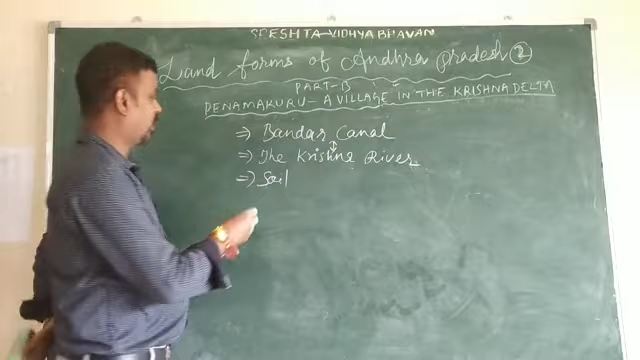 SREESHTA-VIDHYA BHAVAN
Land forms of Andhra Pradesh ②
PART-B
PENAMAKURU - A VILLAGE IN THE KRISHNA DELTA
⇒ Bandar Canal
⇒ The Krishna River
⇒ Soil